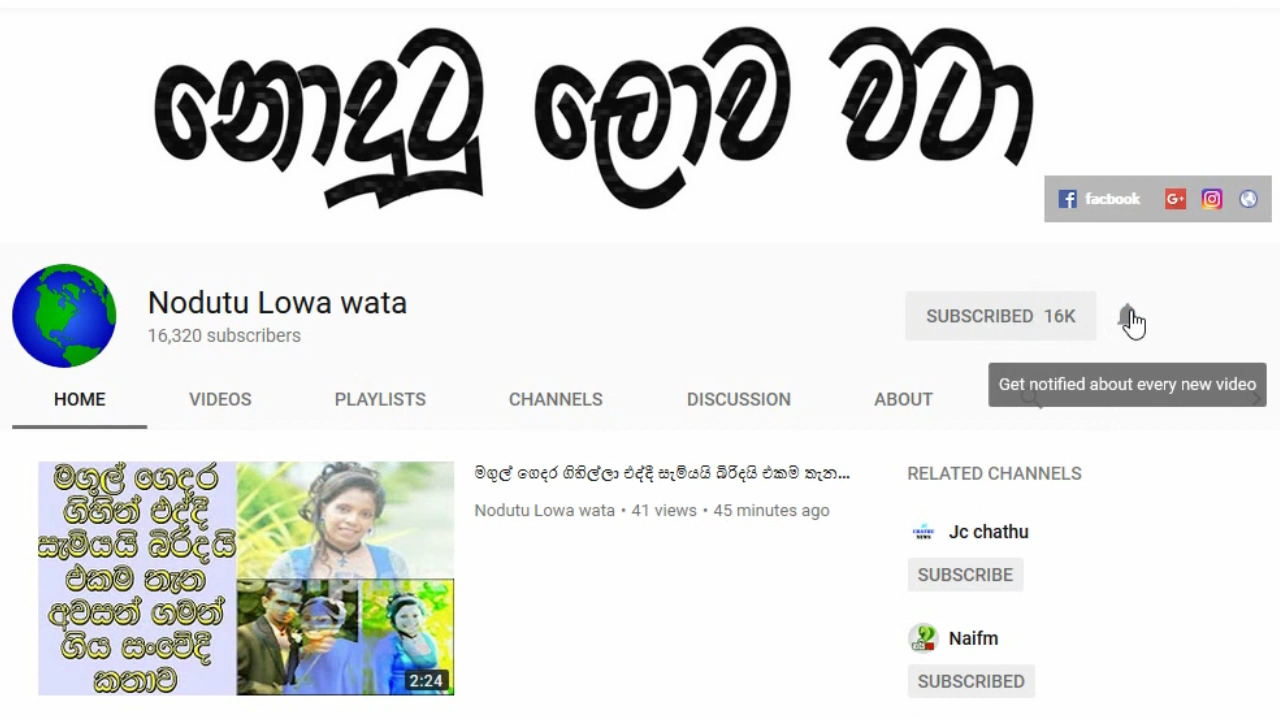 නොදුටු ලොව වටා
facbook
G+
Nodutu Lowa wata
16,320 subscribers
SUBSCRIBED 16K
Get notified about every new video
HOME VIDEOS PLAYLISTS CHANNELS DISCUSSION ABOUT
මගුල් ගෙදර
ගිහින් එද්දි
සැමියයි බිරිදයි
එකම තැන
අවසන් ගමන්
ගිය සංවේදි
කතාව
2:24
මගුල් ගෙදර ගිහිල්ලා එද්දි සැමියයි බිරිදයි එකම තැන...
Nodutu Lowa wata • 41 views • 45 minutes ago
RELATED CHANNELS
Jc chathu
SUBSCRIBE
Naifm
SUBSCRIBED